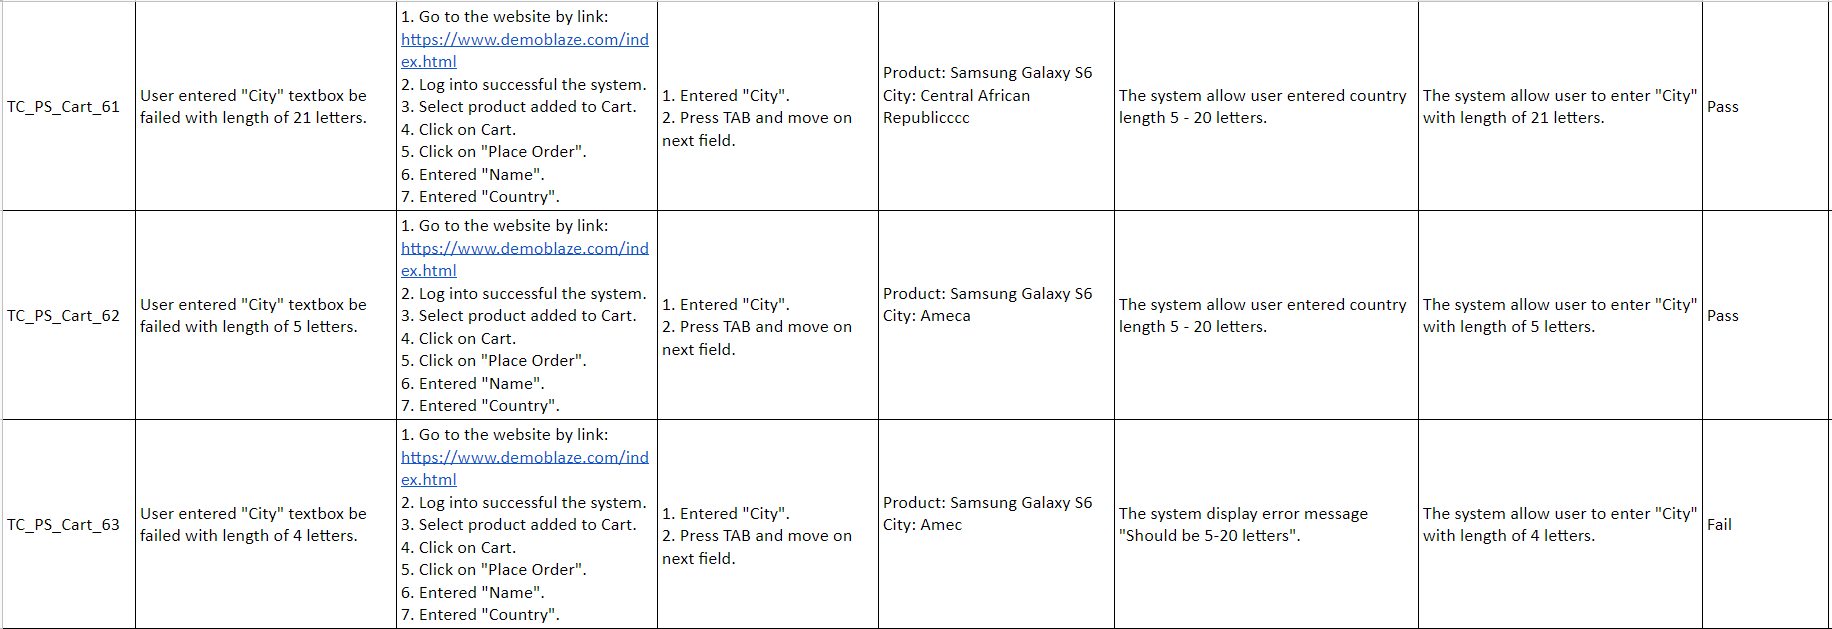 TC_PS_Cart_61
User entered "City" textbox be
failed with length of 21 letters.
1. Go to the website by link:
https://www.demoblaze.com/ind
ex.html
2. Log into successful the system.
3. Select product added to Cart.
4. Click on Cart.
5. Click on "Place Order".
6. Entered "Name".
7. Entered "Country".
1. Entered "City".
2. Press TAB and move on
next field.
Product: Samsung Galaxy S6
City: Central African
Republicccc
The system allow user entered country
length 5 - 20 letters.
The system allow user to enter "City"
with length of 21 letters.
Pass
TC_PS_Cart_62
User entered "City" textbox be
failed with length of 5 letters.
1. Go to the website by link:
https://www.demoblaze.com/ind
ex.html
2. Log into successful the system.
3. Select product added to Cart.
4. Click on Cart.
5. Click on "Place Order".
6. Entered "Name".
7. Entered "Country".
1. Entered "City".
2. Press TAB and move on
next field.
Product: Samsung Galaxy S6
City: Ameca
The system allow user entered country
length 5 - 20 letters.
The system allow user to enter "City"
with length of 5 letters.
Pass
TC_PS_Cart_63
User entered "City" textbox be
failed with length of 4 letters.
1. Go to the website by link:
https://www.demoblaze.com/ind
ex.html
2. Log into successful the system.
3. Select product added to Cart.
4. Click on Cart.
5. Click on "Place Order".
6. Entered "Name".
7. Entered "Country".
1. Entered "City".
2. Press TAB and move on
next field.
Product: Samsung Galaxy S6
City: Amec
The system display error message
"Should be 5-20 letters".
The system allow user to enter "City"
with length of 4 letters.
Fail